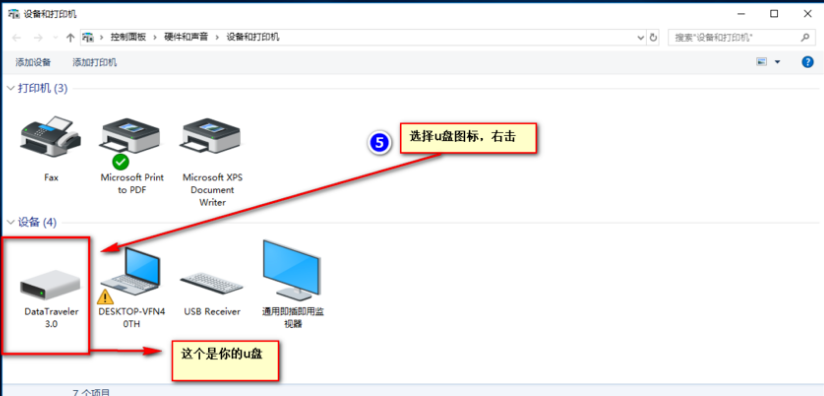 设备和打印机
控制面板 › 硬件和声音 › 设备和打印机
搜索"设备和打印机"
添加设备 添加打印机
打印机 (3)
Fax
Microsoft Print
to PDF
Microsoft XPS
Document
Writer
5
选择u盘图标，右击
设备 (4)
DataTraveler
3.0
DESKTOP-VFN4
0TH
USB Receiver
通用即插即用监
视器
这个是你的u盘
7 个项目